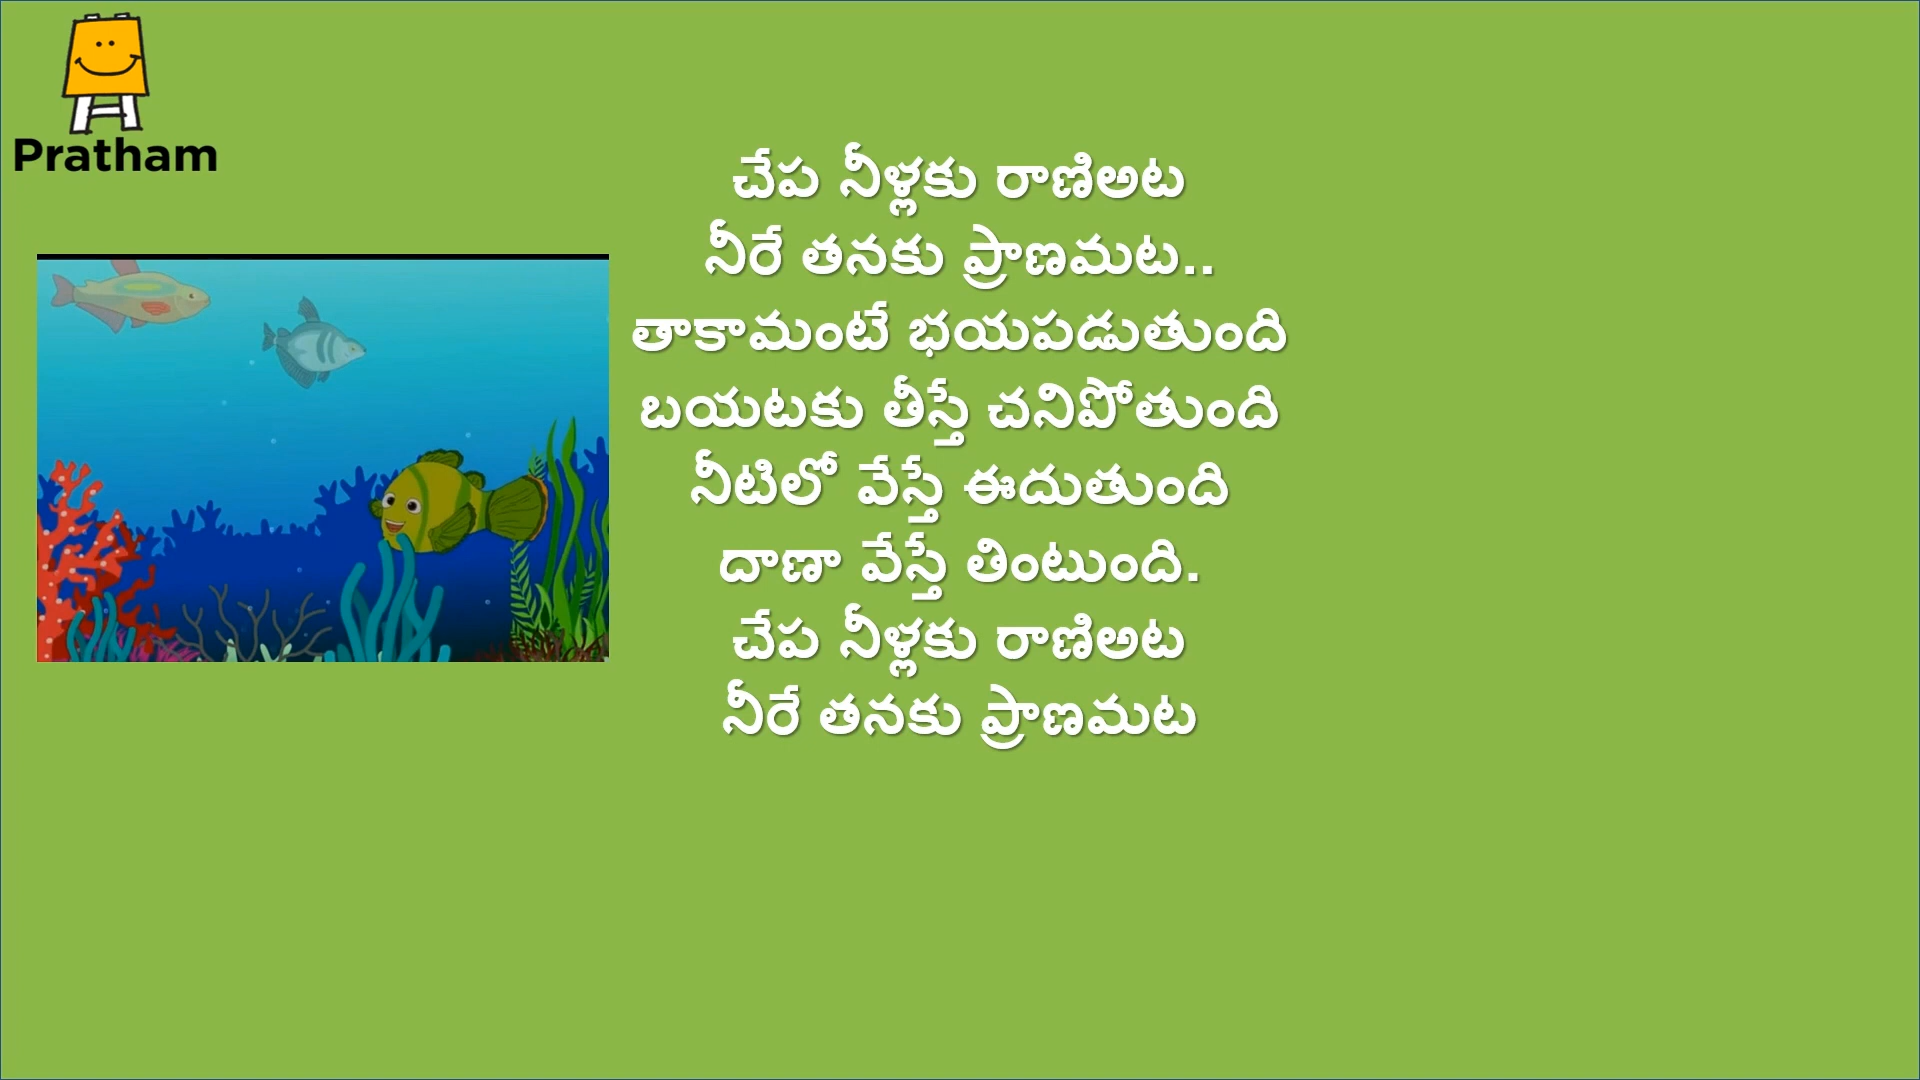 Pratham
చేప నీళ్లకు రాణిఅట
నీరే తనకు ప్రాణమట..
తాకామంటే భయపడుతుంది
బయటకు తీస్తే చనిపోతుంది
నీటిలో వేస్తే ఈదుతుంది
దాణా వేస్తే తింటుంది.
చేప నీళ్లకు రాణిఅట
నీరే తనకు ప్రాణమట